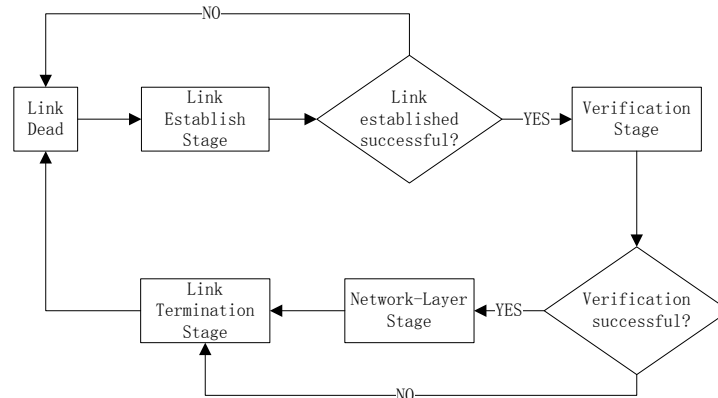 NO
Link
Dead
Link
Establish
Stage
Link
established
successful?
YES
Verification
Stage
Link
Termination
Stage
Network-Layer
Stage
YES
Verification
successful?
NO